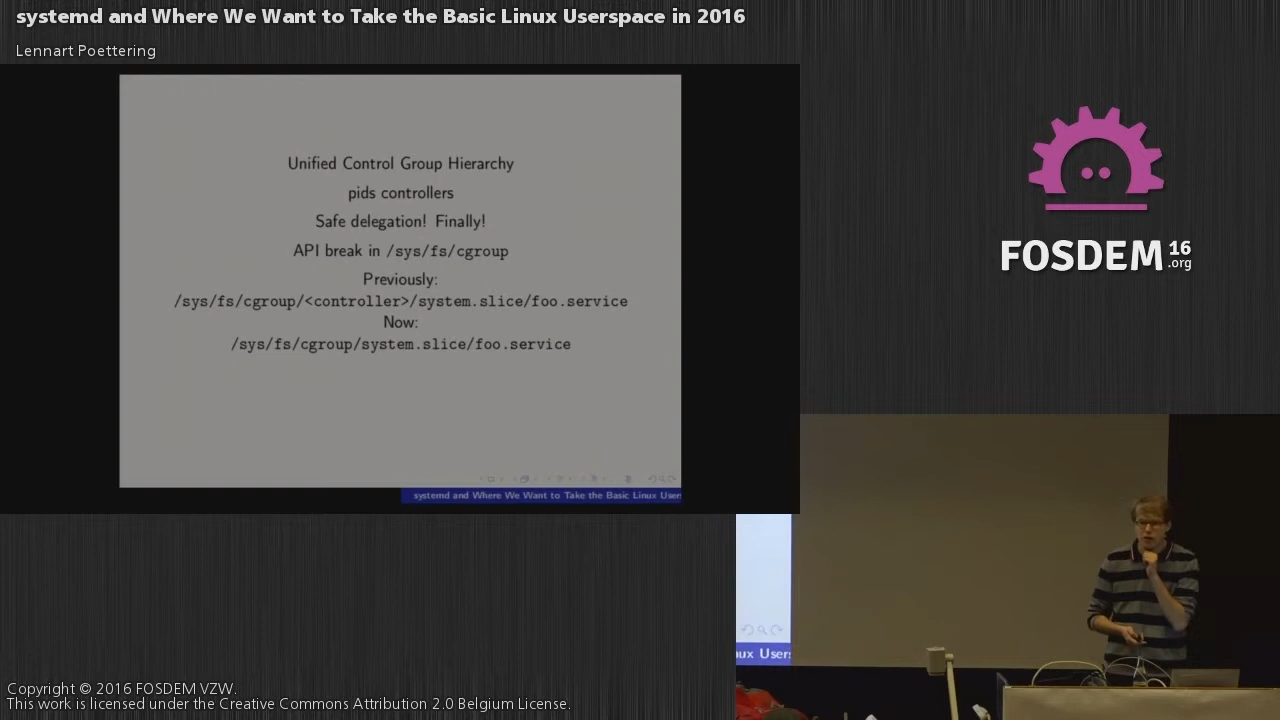 systemd and Where We Want to Take the Basic Linux Userspace in 2016
Lennart Poettering
Unified Control Group Hierarchy
pids controllers
Safe delegation! Finally!
API break in /sys/fs/cgroup
Previously:
/sys/fs/cgroup/<controller>/system.slice/foo.service
Now:
/sys/fs/cgroup/system.slice/foo.service
systemd and Where We Want to Take the Basic Linux User
FOSDEM 16 .org
nux Users
Copyright © 2016 FOSDEM VZW.
This work is licensed under the Creative Commons Attribution 2.0 Belgium License.